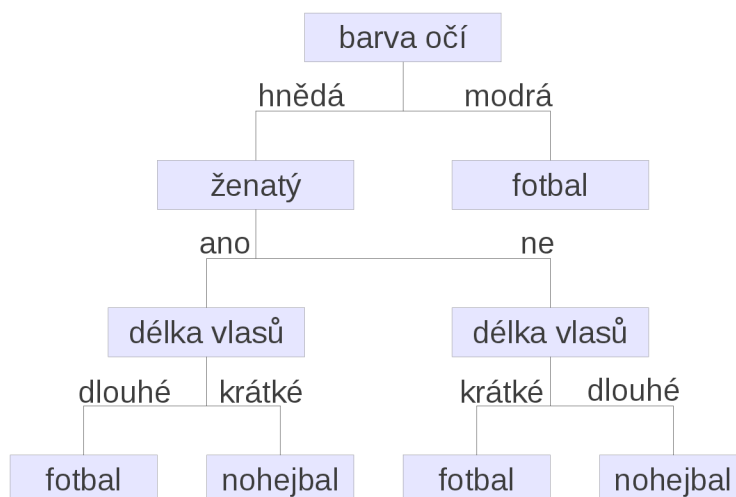 barva očí
hnědá modrá
ženatý fotbal
ano ne
délka vlasů délka vlasů
dlouhé krátké krátké dlouhé
fotbal nohejbal fotbal nohejbal